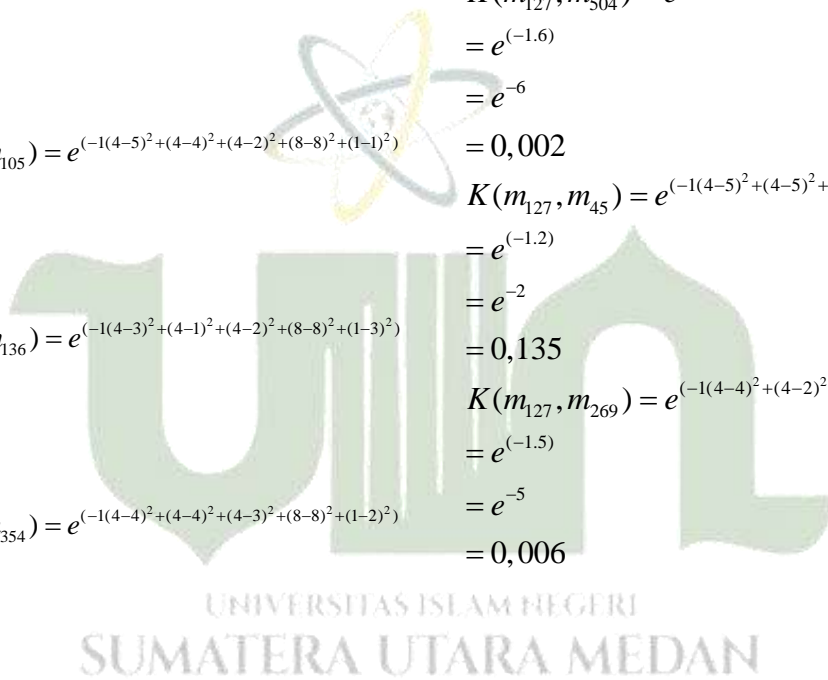 ₁₀₅) = e^(−1(4−5)²+(4−4)²+(4−2)²+(8−8)²+(1−1)²)
₁₃₆) = e^(−1(4−3)²+(4−1)²+(4−2)²+(8−8)²+(1−3)²)
₃₅₄) = e^(−1(4−4)²+(4−4)²+(4−3)²+(8−8)²+(1−2)²)
= e^(−1.6)
= e^−6
= 0,002
K(m₁₂₇, m₄₅) = e^(−1(4−5)²+(4−5)²+
= e^(−1.2)
= e^−2
= 0,135
K(m₁₂₇, m₂₆₉) = e^(−1(4−4)²+(4−2)²
= e^(−1.5)
= e^−5
= 0,006
UNIVERSITAS ISLAM NEGERI
SUMATERA UTARA MEDAN